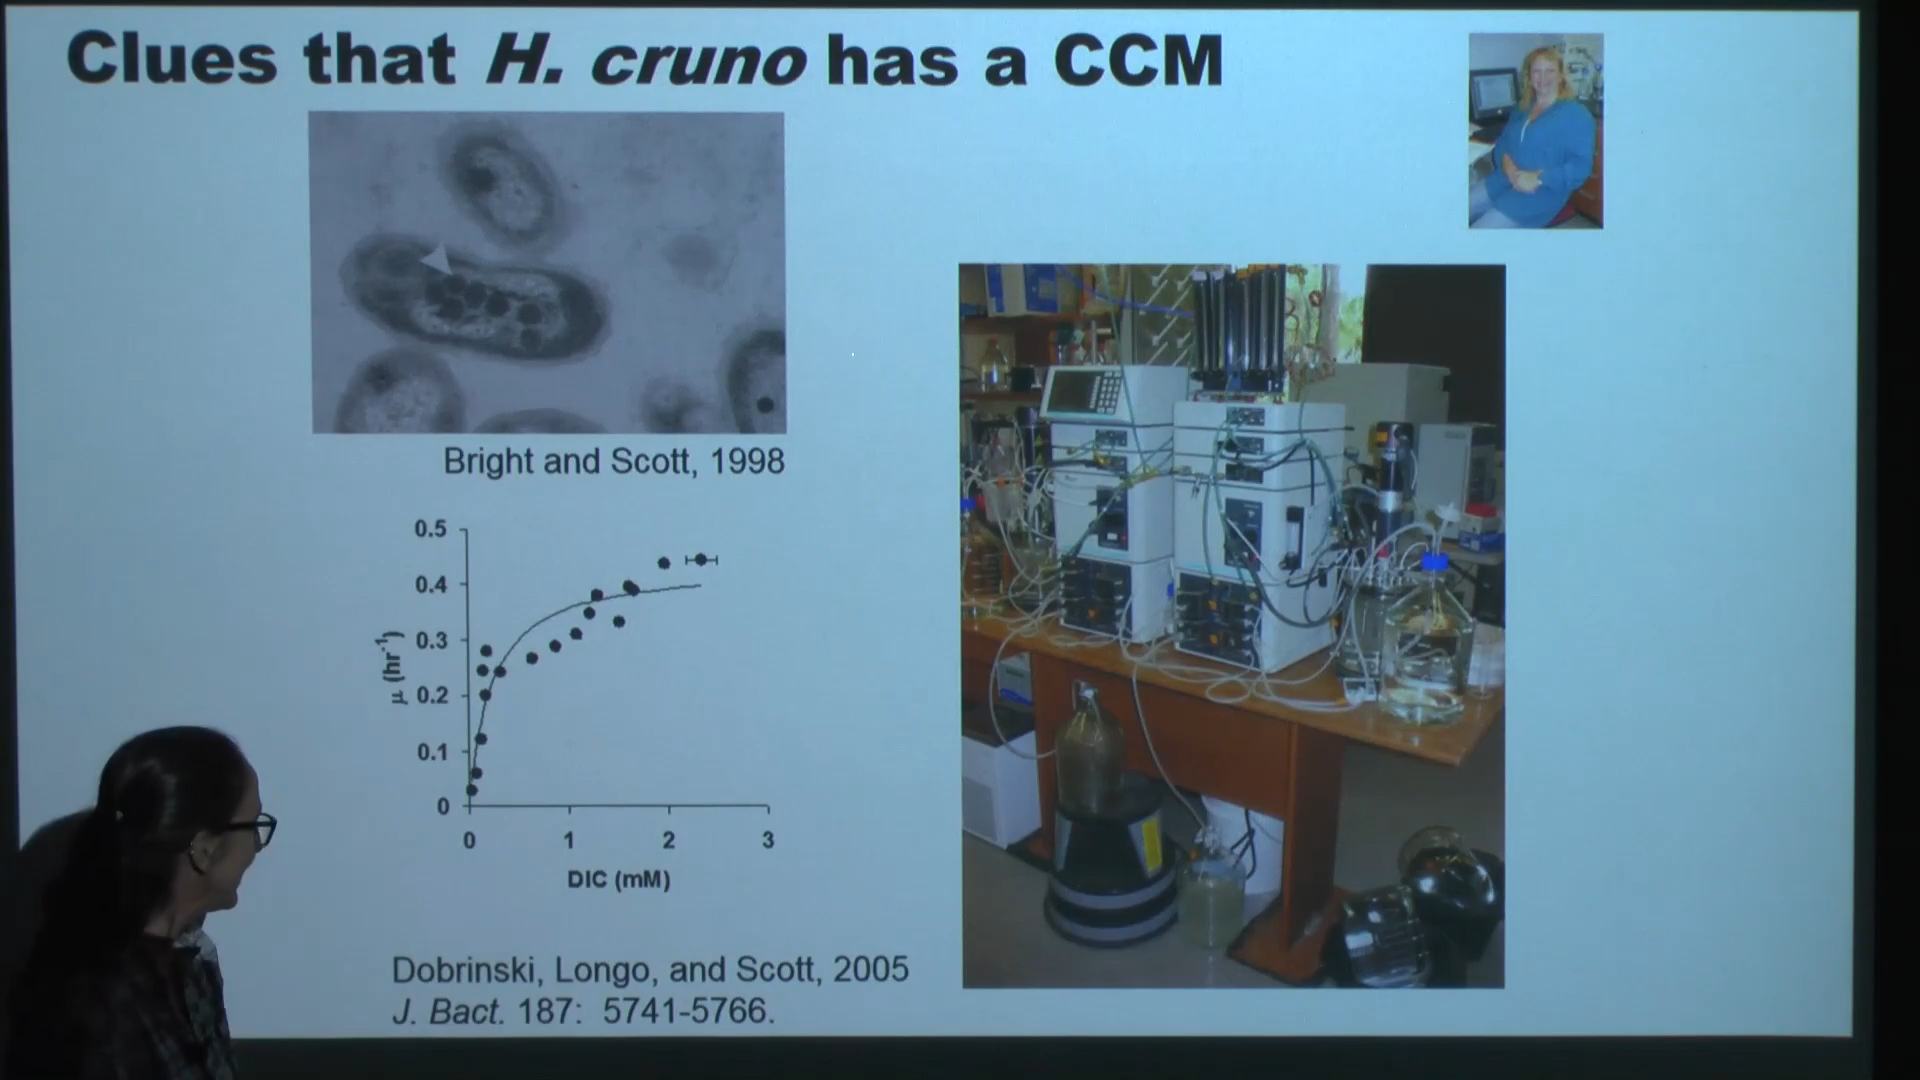 Clues that H. cruno has a CCM
Bright and Scott, 1998
0.5
0.4
0.3
0.2
0.1
0
µ (hr-1)
0 1 2 3
DIC (mM)
Dobrinski, Longo, and Scott, 2005
J. Bact. 187: 5741-5766.